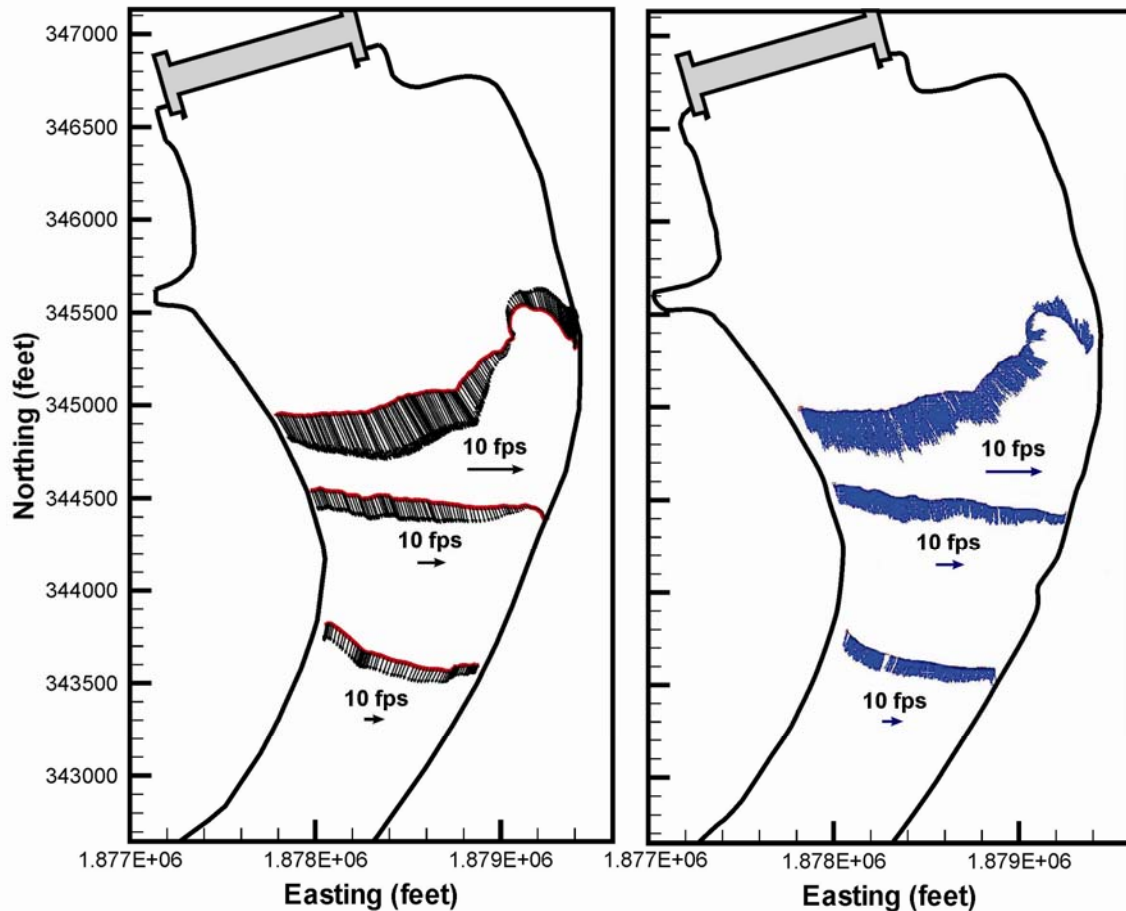 347000
346500
346000
345500
345000
344500
344000
343500
343000
Northing (feet)
10 fps
10 fps
10 fps
1.877E+06
1.878E+06
1.879E+06
Easting (feet)
10 fps
10 fps
10 fps
1.877E+06
1.878E+06
1.879E+06
Easting (feet)